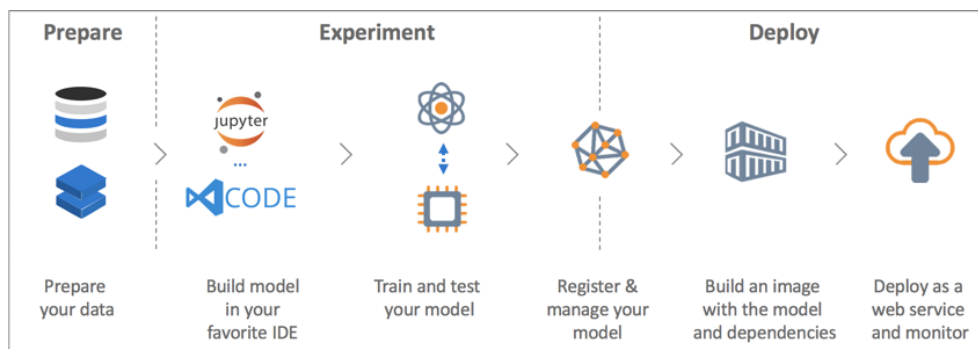 Prepare
Experiment
Deploy
jupyter
...
CODE
Prepare
your data
Build model
in your
favorite IDE
Train and test
your model
Register &
manage your
model
Build an image
with the model
and dependencies
Deploy as a
web service
and monitor